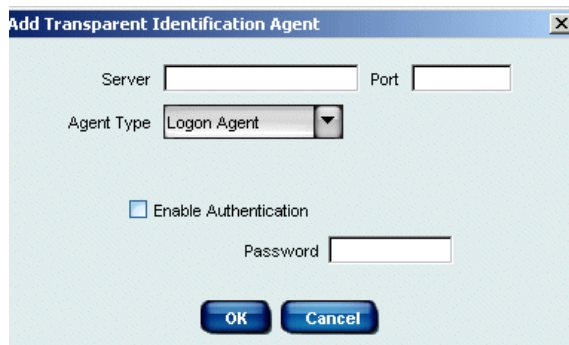 Add Transparent Identification Agent
Server Port
Agent Type Logon Agent
Enable Authentication
Password
OK Cancel